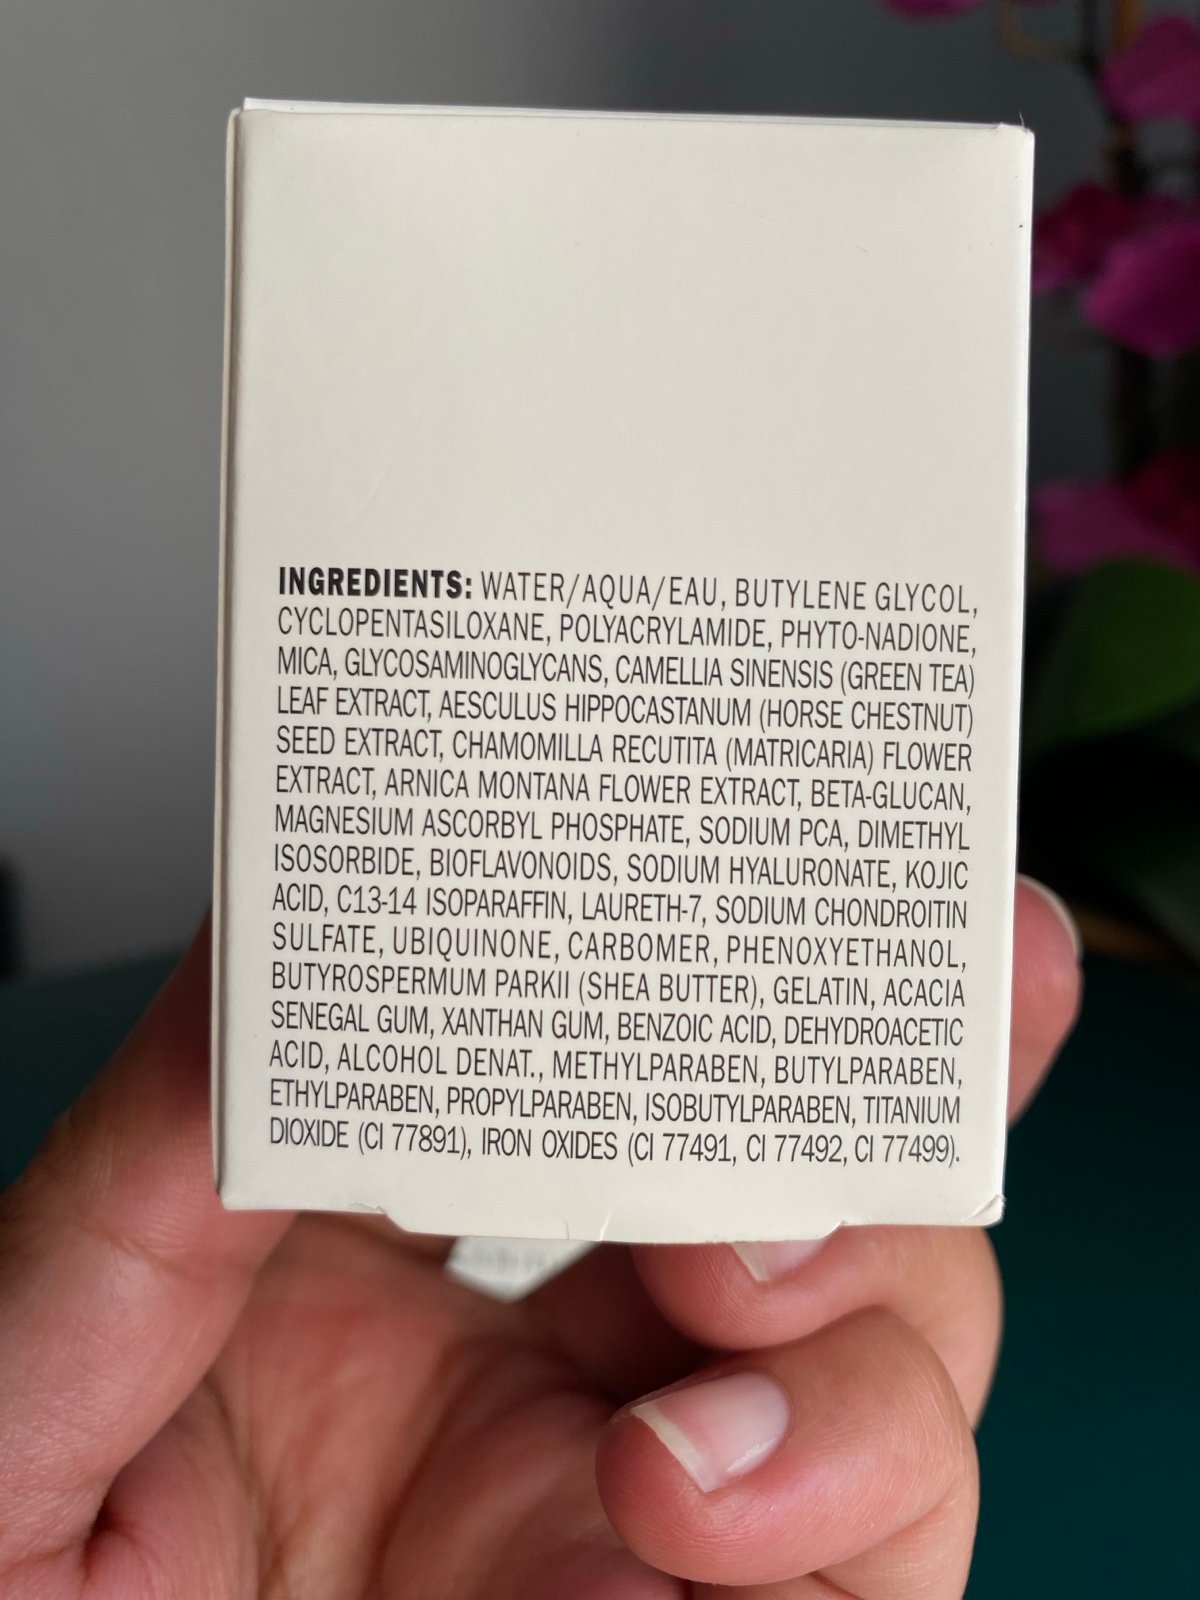 INGREDIENTS: WATER/AQUA/EAU, BUTYLENE GLYCOL,
CYCLOPENTASILOXANE, POLYACRYLAMIDE, PHYTO-NADIONE,
MICA, GLYCOSAMINOGLYCANS, CAMELLIA SINENSIS (GREEN TEA)
LEAF EXTRACT, AESCULUS HIPPOCASTANUM (HORSE CHESTNUT)
SEED EXTRACT, CHAMOMILLA RECUTITA (MATRICARIA) FLOWER
EXTRACT, ARNICA MONTANA FLOWER EXTRACT, BETA-GLUCAN,
MAGNESIUM ASCORBYL PHOSPHATE, SODIUM PCA, DIMETHYL
ISOSORBIDE, BIOFLAVONOIDS, SODIUM HYALURONATE, KOJIC
ACID, C13-14 ISOPARAFFIN, LAURETH-7, SODIUM CHONDROITIN
SULFATE, UBIQUINONE, CARBOMER, PHENOXYETHANOL,
BUTYROSPERMUM PARKII (SHEA BUTTER), GELATIN, ACACIA
SENEGAL GUM, XANTHAN GUM, BENZOIC ACID, DEHYDROACETIC
ACID, ALCOHOL DENAT., METHYLPARABEN, BUTYLPARABEN,
ETHYLPARABEN, PROPYLPARABEN, ISOBUTYLPARABEN, TITANIUM
DIOXIDE (CI 77891), IRON OXIDES (CI 77491, CI 77492, CI 77499).